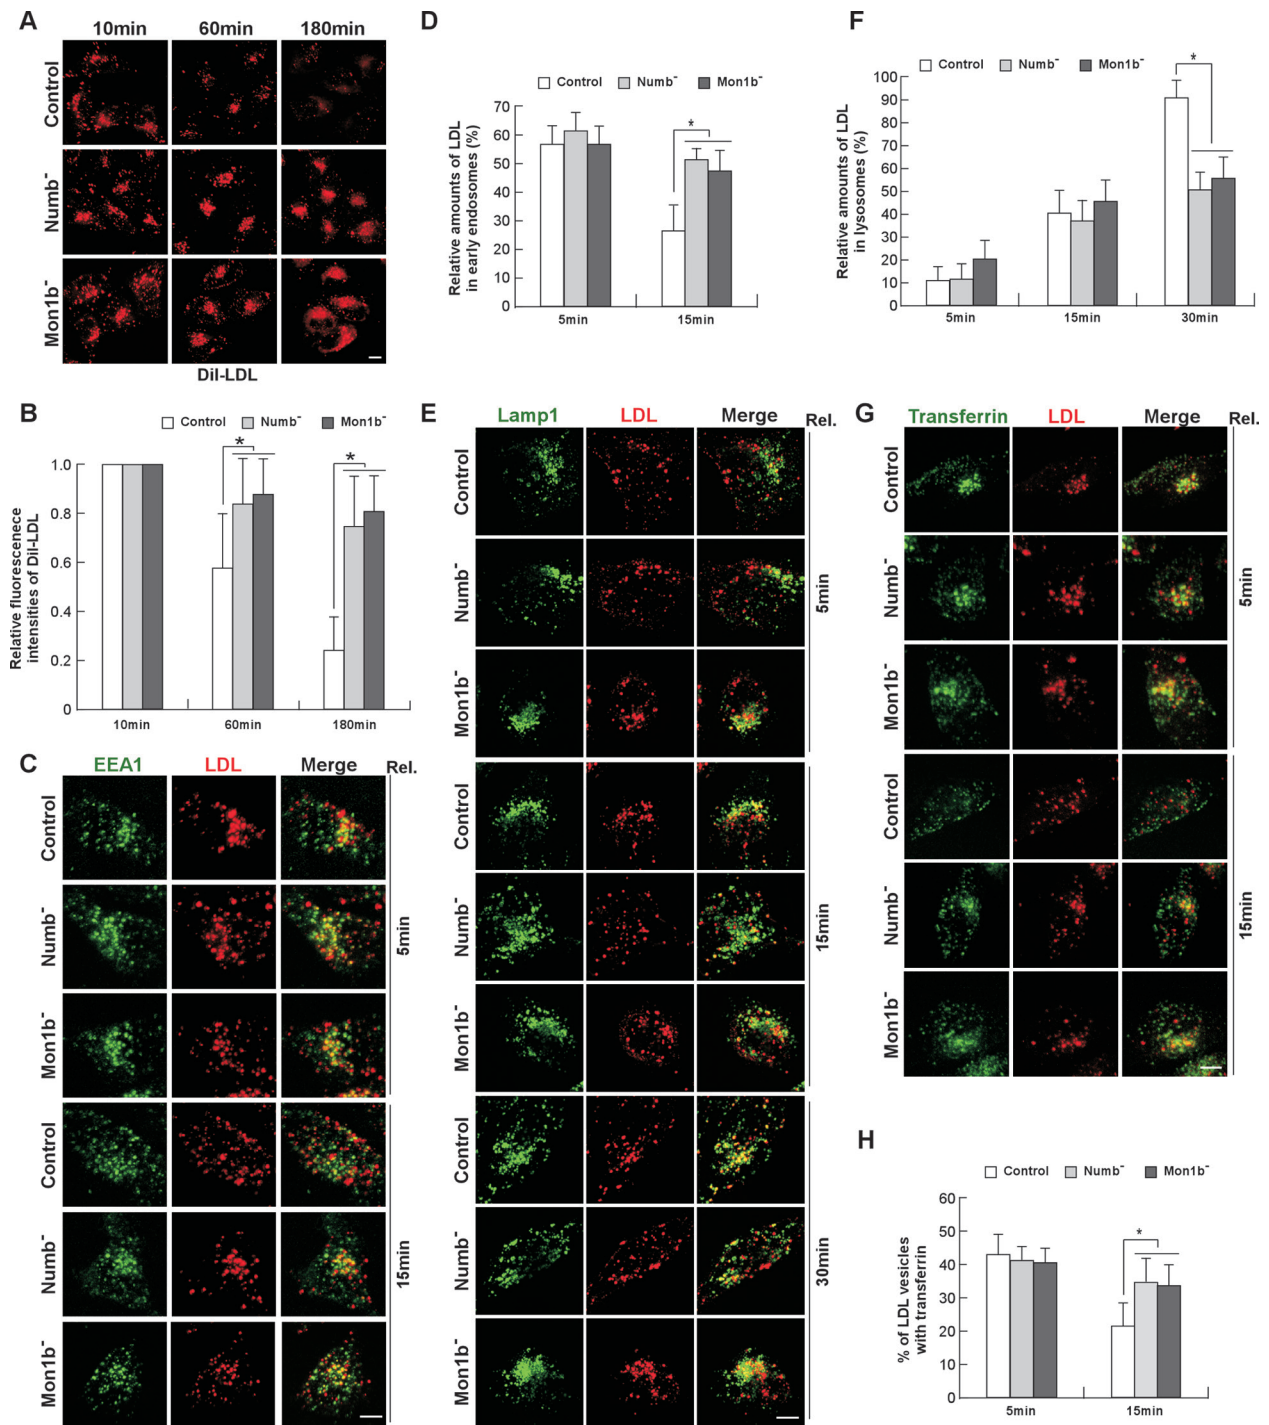 A
10min 60min 180min
Control
Numb⁻
Mon1b⁻
DiI-LDL
B
Control Numb⁻ Mon1b⁻
Relative fluorescenece
intensities of DiI-LDL
1.0
0.8
0.6
0.4
0.2
0
* *
10min 60min 180min
C
EEA1 LDL Merge Rel.
Control
Numb⁻
Mon1b⁻
5min
Control
Numb⁻
Mon1b⁻
15min
D
Control Numb⁻ Mon1b⁻
Relative amounts of LDL
in early endosomes (%)
70
60
50
40
30
20
10
0
*
5min 15min
E
Lamp1 LDL Merge Rel.
Control
Numb⁻
Mon1b⁻
5min
Control
Numb⁻
Mon1b⁻
15min
Control
Numb⁻
Mon1b⁻
30min
F
Control Numb⁻ Mon1b⁻
Relative amounts of LDL
in lysosomes (%)
100
90
80
70
60
50
40
30
20
10
0
*
5min 15min 30min
G
Transferrin LDL Merge Rel.
Control
Numb⁻
Mon1b⁻
5min
Control
Numb⁻
Mon1b⁻
15min
H
Control Numb⁻ Mon1b⁻
% of LDL vesicles
with transferrin
60
50
40
30
20
10
0
*
5min 15min